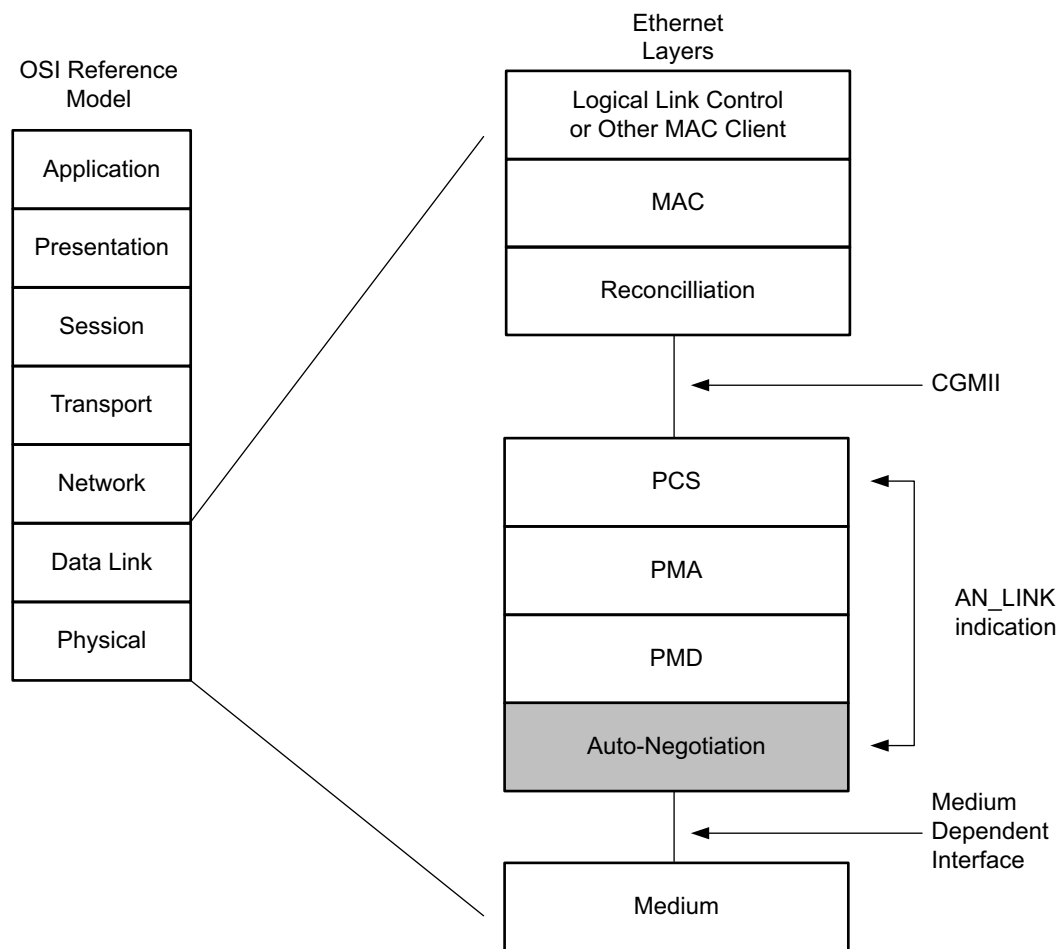 OSI Reference
Model
Application
Presentation
Session
Transport
Network
Data Link
Physical
Ethernet
Layers
Logical Link Control
or Other MAC Client
MAC
Reconcilliation
CGMII
PCS
PMA
PMD
Auto-Negotiation
AN_LINK
indication
Medium
Dependent
Interface
Medium